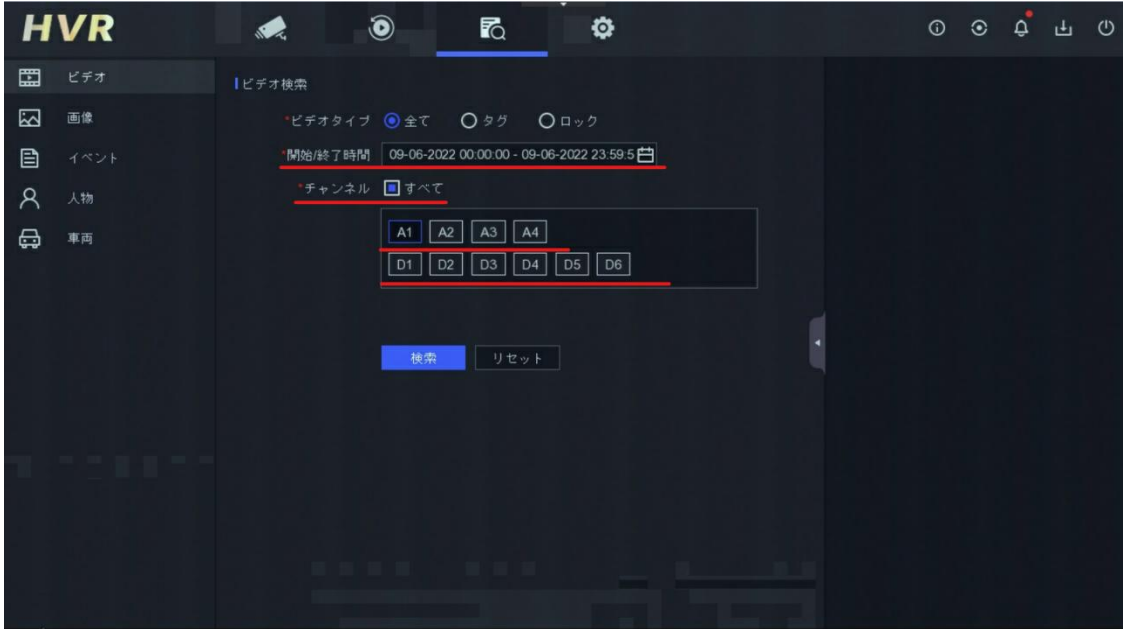 HVR
ビデオ
画像
イベント
人物
車両
ビデオ検索
*ビデオタイプ 全て タグ ロック
*開始/終了時間 09-06-2022 00:00:00 - 09-06-2022 23:59:5
*チャンネル すべて
A1 A2 A3 A4
D1 D2 D3 D4 D5 D6
検索 リセット